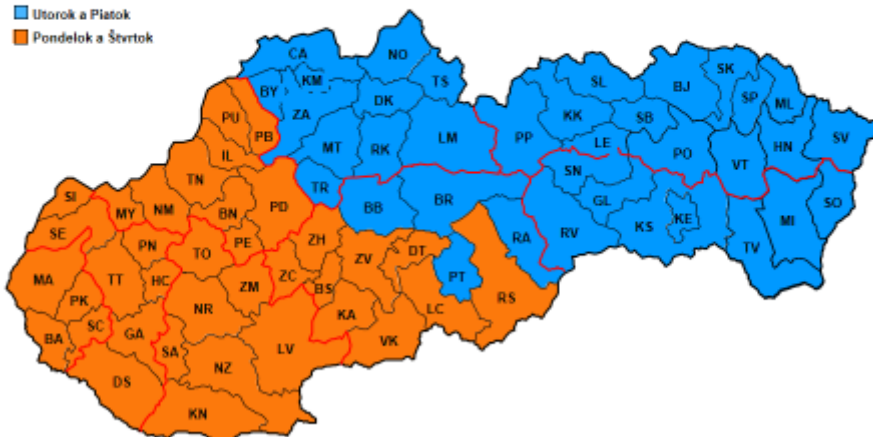 Utorok a Piatok
Pondelok a Štvrtok
CA
NO
KM
TS
BY
ZA
DK
PU
PB
MT
RK
LM
IL
TN
TR
PP
KK
SL
BJ
SK
SP
ML
SB
LE
PO
VT
HN
SV
SN
GL
KS
KE
RV
TV
MI
SO
BB
BR
RA
SI
MY
NM
BN
PD
SE
PN
TO
PE
ZH
ZV
DT
PT
RS
MA
TT
HC
ZC
BS
PK
NR
ZM
KA
LC
BA
SC
GA
SA
LV
VK
DS
NZ
KN